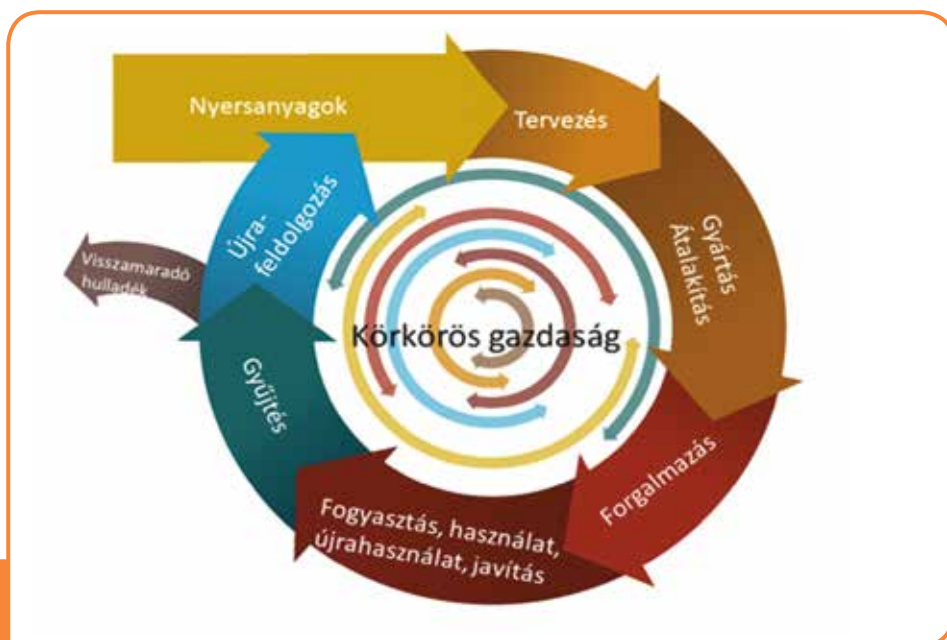 Nyersanyagok
Tervezés
Gyártás
Átalakítás
Forgalmazás
Fogyasztás, használat,
újrahasználat, javítás
Gyűjtés
Újra-
feldolgozás
Visszamaradó
hulladék
Körkörös gazdaság